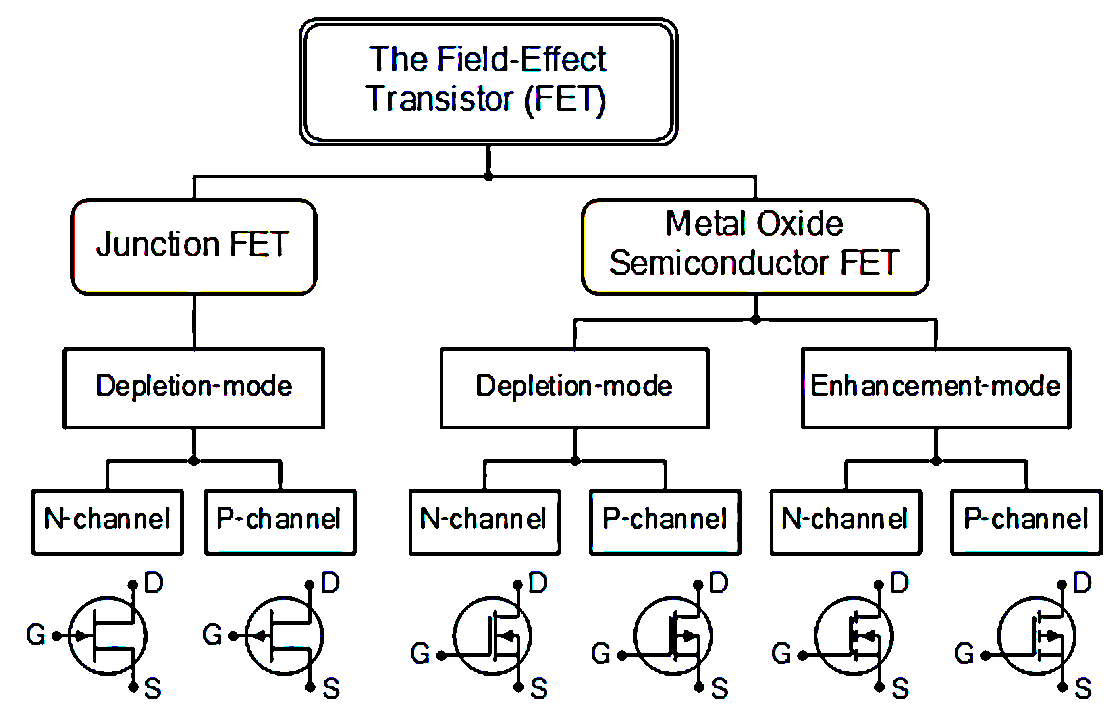 The Field-Effect
Transistor (FET)
Junction FET
Metal Oxide
Semiconductor FET
Depletion-mode
Depletion-mode
Enhancement-mode
N-channel
P-channel
N-channel
P-channel
N-channel
P-channel
D
D
D
D
D
D
G
G
G
G
G
G
S
S
S
S
S
S